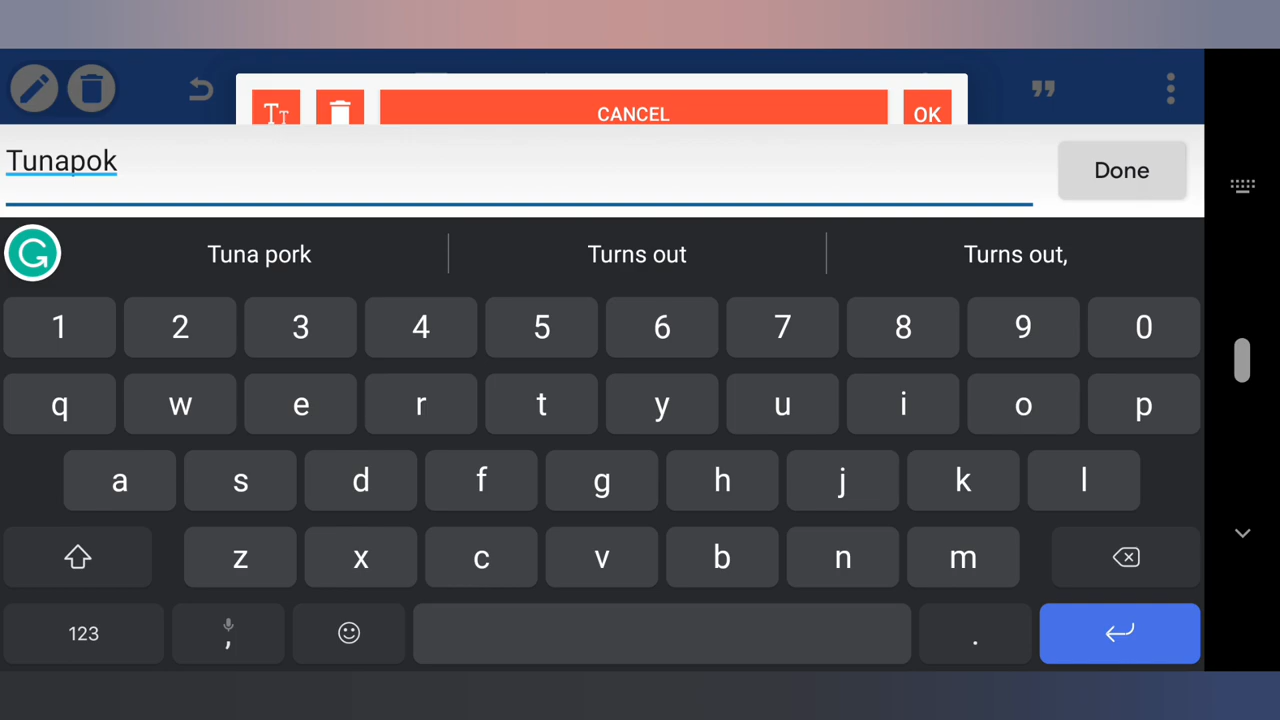 Tт
CANCEL
OK
Tunapok
Done
Tuna pork
Turns out
Turns out,
1 2 3 4 5 6 7 8 9 0
q w e r t y u i o p
a s d f g h j k l
z x c v b n m
123 , .